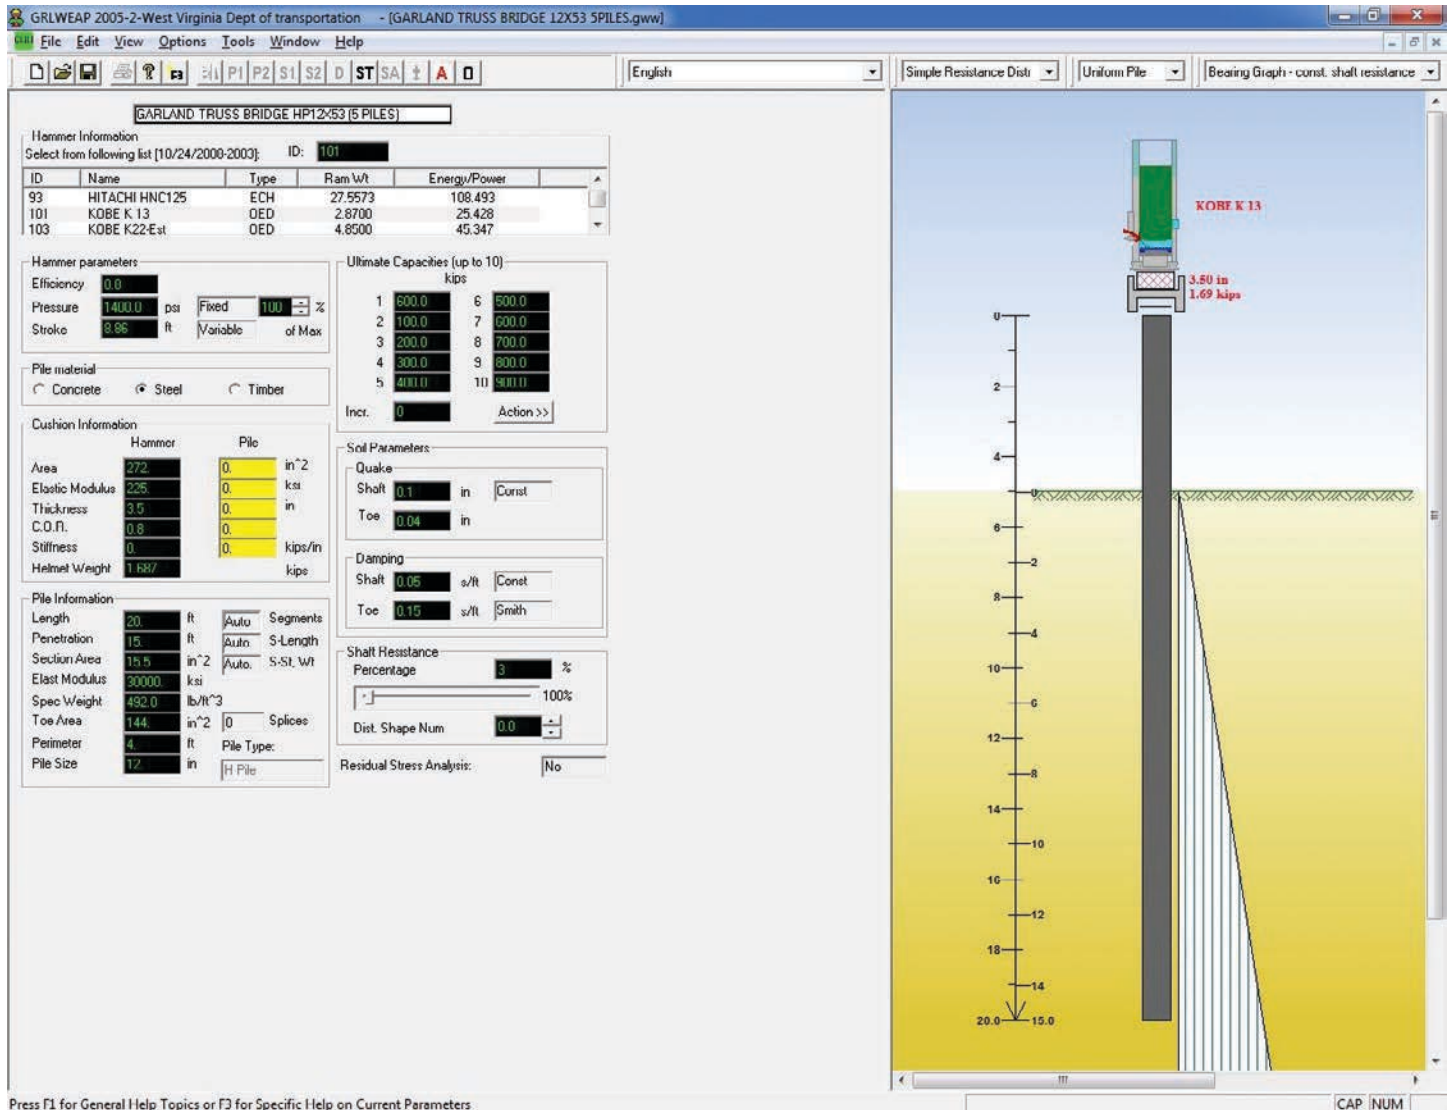 GRLWEAP 2005-2-West Virginia Dept of transportation - [GARLAND TRUSS BRIDGE 12X53 5PILES.gww]
File Edit View Options Tools Window Help
F3 P1 P2 S1 S2 D ST SA A English Simple Resistance Distr Uniform Pile Bearing Graph - const. shaft resistance
GARLAND TRUSS BRIDGE HP12X53 (5 PILES)
Hammer Information
Select from following list [10/24/2000-2003]: ID: 101
ID Name Type Ram Wt Energy/Power
93 HITACHI HNC125 ECH 27.5573 108.493
101 KOBE K 13 OED 2.8700 25.428
103 KOBE K22-Est OED 4.8500 45.347
Hammer parameters
Efficiency 0.8
Pressure 1400.0 psi Fixed 100 %
Stroke 8.86 ft Variable of Max
Pile material
Concrete Steel Timber
Cushion Information
Hammer Pile
Area 272. 0. in^2
Elastic Modulus 225. 0. ksi
Thickness 3.5 0. in
C.O.R. 0.8 0.
Stiffness 0. 0. kips/in
Helmet Weight 1.687 kips
Pile Information
Length 20. ft Auto Segments
Penetration 15. ft Auto S-Length
Section Area 15.5 in^2 Auto. S-St, Wt
Elast Modulus 30000. ksi
Spec Weight 492.0 lb/ft^3
Toe Area 144. in^2 0 Splices
Perimeter 4. ft Pile Type:
Pile Size 12. in H Pile
Ultimate Capacities (up to 10)
kips
1 600.0 6 500.0
2 100.0 7 600.0
3 200.0 8 700.0
4 300.0 9 800.0
5 400.0 10 900.0
Incr. 0 Action >>
Soil Parameters
Quake
Shaft 0.1 in Const
Toe 0.04 in
Damping
Shaft 0.05 s/ft Const
Toe 0.15 s/ft Smith
Shaft Resistance
Percentage 3 %
100%
Dist. Shape Num 0.0
Residual Stress Analysis: No
KOBE K 13
3.50 in
1.69 kips
0
2
4
0
6
2
8
4
10
6
12
8
14
10
16
12
18
14
20.0 15.0
Press F1 for General Help Topics or F3 for Specific Help on Current Parameters CAP NUM